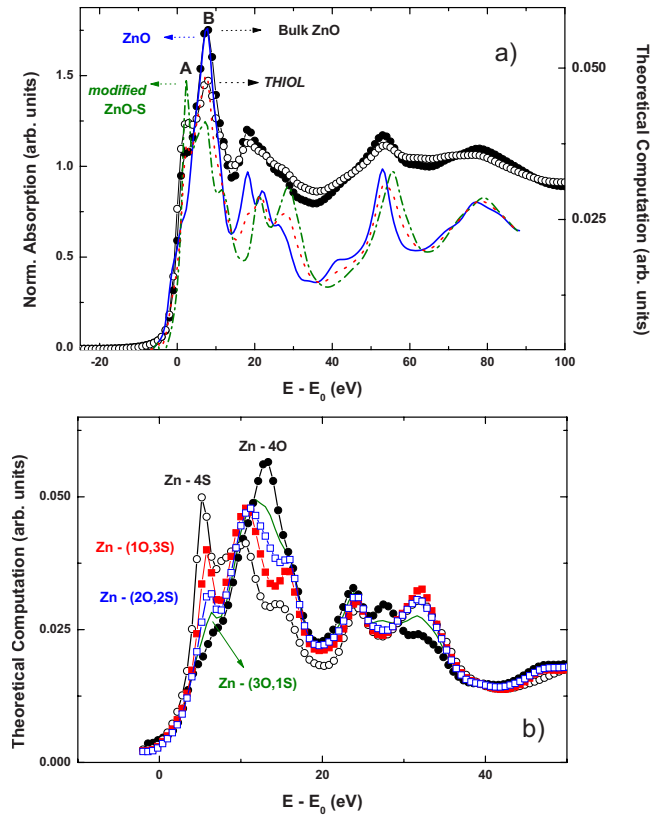 B
ZnO
Bulk ZnO
a)
A
THIOL
modified
ZnO-S
Norm. Absorption (arb. units)
1.5
1.0
0.5
0.0
0.050
0.025
Theoretical Computation (arb. units)
-20 0 20 40 60 80 100
E - E0 (eV)
Zn - 4O
Zn - 4S
Zn - (1O,3S)
Zn - (2O,2S)
Zn - (3O,1S)
b)
Theoretical Computation (arb. units)
0.050
0.025
0.000
0 20 40
E - E0 (eV)